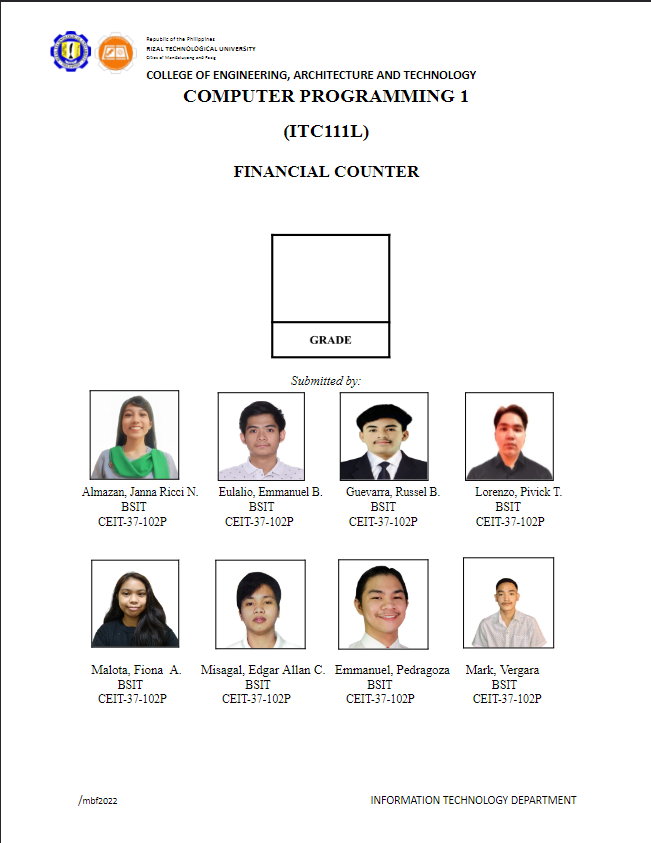 Republic of the Philippines
RIZAL TECHNOLOGICAL UNIVERSITY
Cities of Mandaluyong and Pasig
COLLEGE OF ENGINEERING, ARCHITECTURE AND TECHNOLOGY
COMPUTER PROGRAMMING 1
(ITC111L)
FINANCIAL COUNTER
GRADE
Submitted by:
Almazan, Janna Ricci N. Eulalio, Emmanuel B. Guevarra, Russel B. Lorenzo, Pivick T.
BSIT BSIT BSIT BSIT
CEIT-37-102P CEIT-37-102P CEIT-37-102P CEIT-37-102P
Malota, Fiona A. Misagal, Edgar Allan C. Emmanuel, Pedragoza Mark, Vergara
BSIT BSIT BSIT BSIT
CEIT-37-102P CEIT-37-102P CEIT-37-102P CEIT-37-102P
/mbf2022 INFORMATION TECHNOLOGY DEPARTMENT